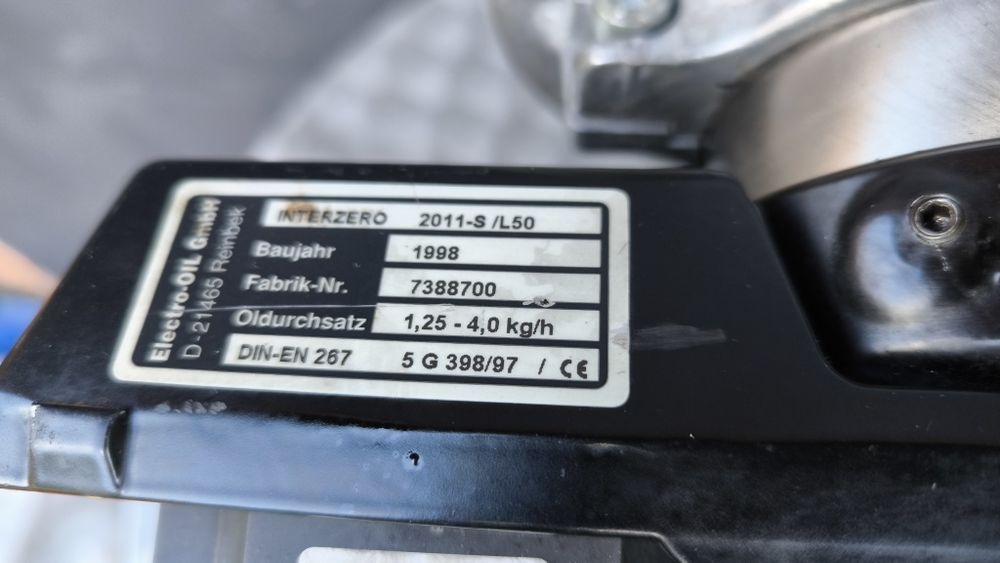 Electro-OIL GmbH
D-21465 Reinbek
INTERZERO 2011-S /L50
Baujahr 1998
Fabrik-Nr. 7388700
Öldurchsatz 1,25 - 4,0 kg/h
DIN-EN 267 5 G 398/97 / CE